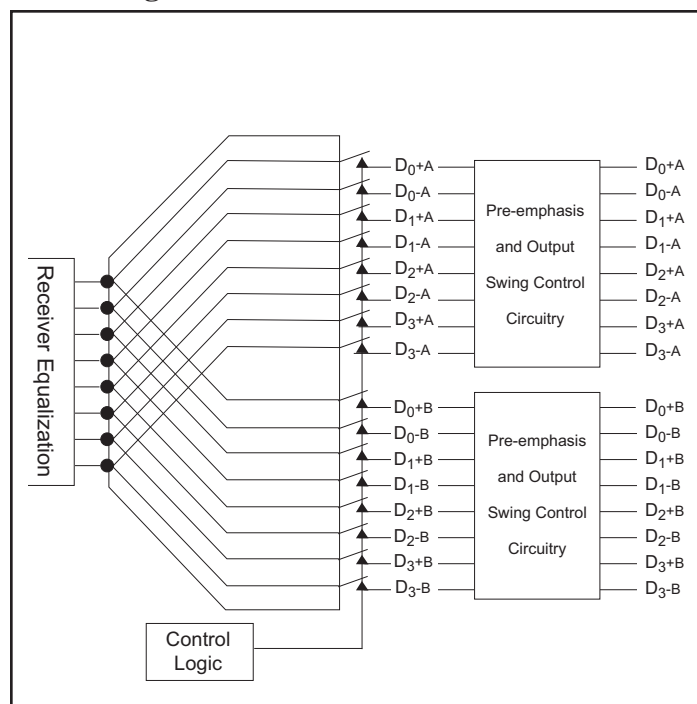 Receiver Equalization
D0+A
D0-A
D1+A
D1-A
D2+A
D2-A
D3+A
D3-A
Pre-emphasis
and Output
Swing Control
Circuitry
D0+A
D0-A
D1+A
D1-A
D2+A
D2-A
D3+A
D3-A
D0+B
D0-B
D1+B
D1-B
D2+B
D2-B
D3+B
D3-B
Pre-emphasis
and Output
Swing Control
Circuitry
D0+B
D0-B
D1+B
D1-B
D2+B
D2-B
D3+B
D3-B
Control
Logic